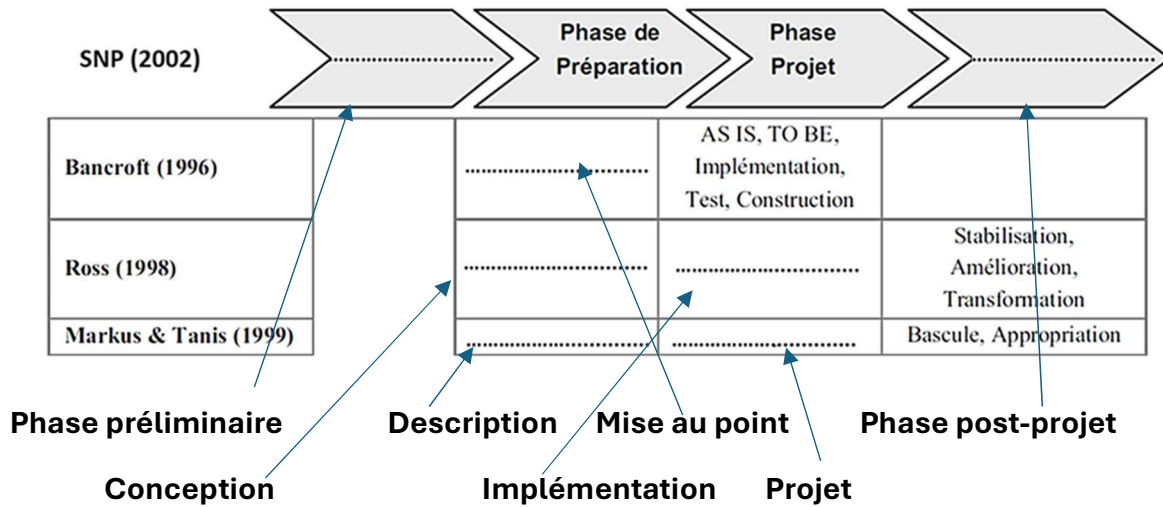 SNP (2002)
...............................
Phase de
Préparation
Phase
Projet
...............................
Bancroft (1996)
...............................
AS IS, TO BE,
Implémentation,
Test, Construction
Ross (1998)
...............................
...............................
Stabilisation,
Amélioration,
Transformation
Markus & Tanis (1999)
...............................
...............................
Bascule, Appropriation
Phase préliminaire
Description
Mise au point
Phase post-projet
Conception
Implémentation
Projet